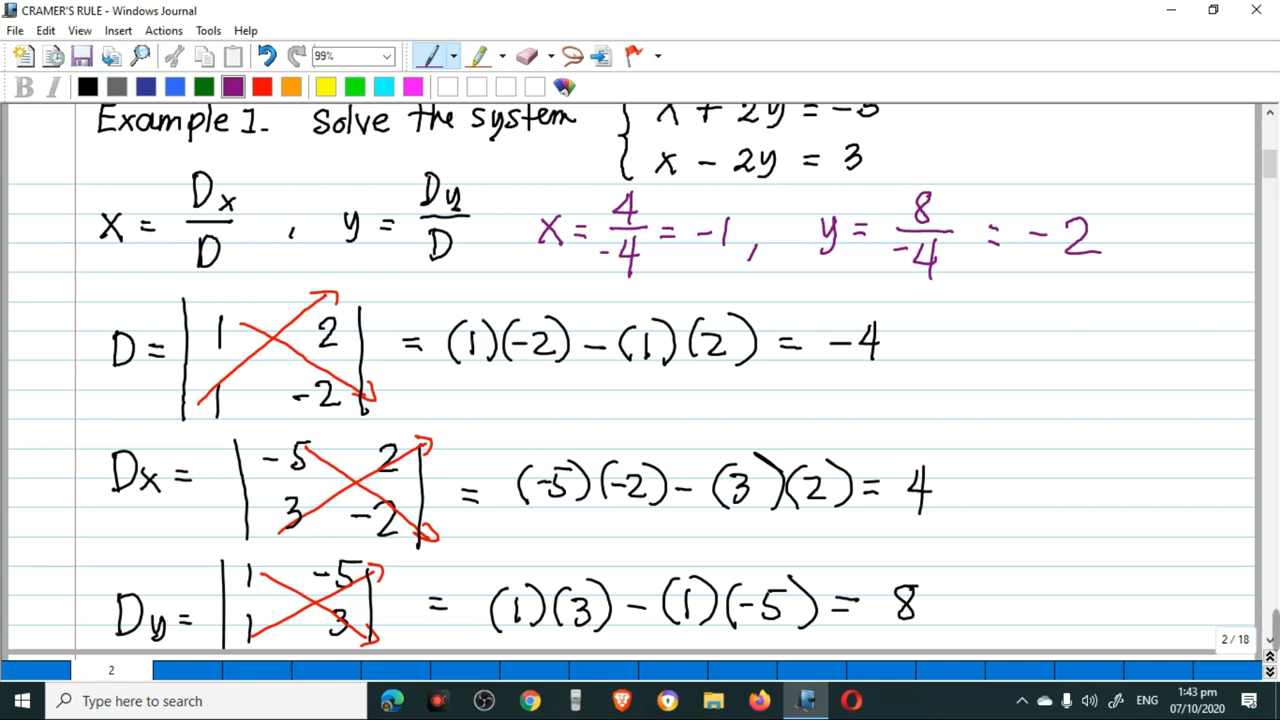 CRAMER'S RULE - Windows Journal
File Edit View Insert Actions Tools Help
99%
B I
Example 1. Solve the system { x + 2y = -5
x - 2y = 3
x = Dx/D , y = Dy/D x = 4/-4 = -1, y = 8/-4 = -2
D = | 1 2 | = (1)(-2) - (1)(2) = -4
| 1 -2 |
Dx = | -5 2 | = (-5)(-2) - (3)(2) = 4
| 3 -2 |
Dy = | 1 -5 | = (1)(3) - (1)(-5) = 8
| 1 3 |
2 / 18
2
Type here to search
ENG
1:43 pm
07/10/2020